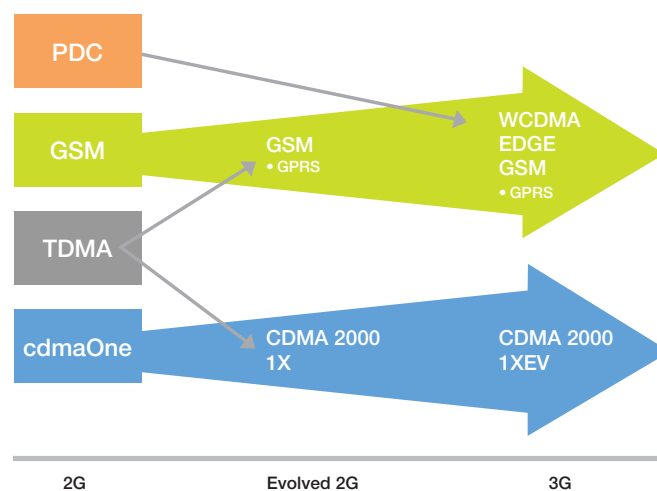 PDC
GSM
TDMA
cdmaOne
GSM
• GPRS
WCDMA
EDGE
GSM
• GPRS
CDMA 2000
1X
CDMA 2000
1XEV
2G
Evolved 2G
3G